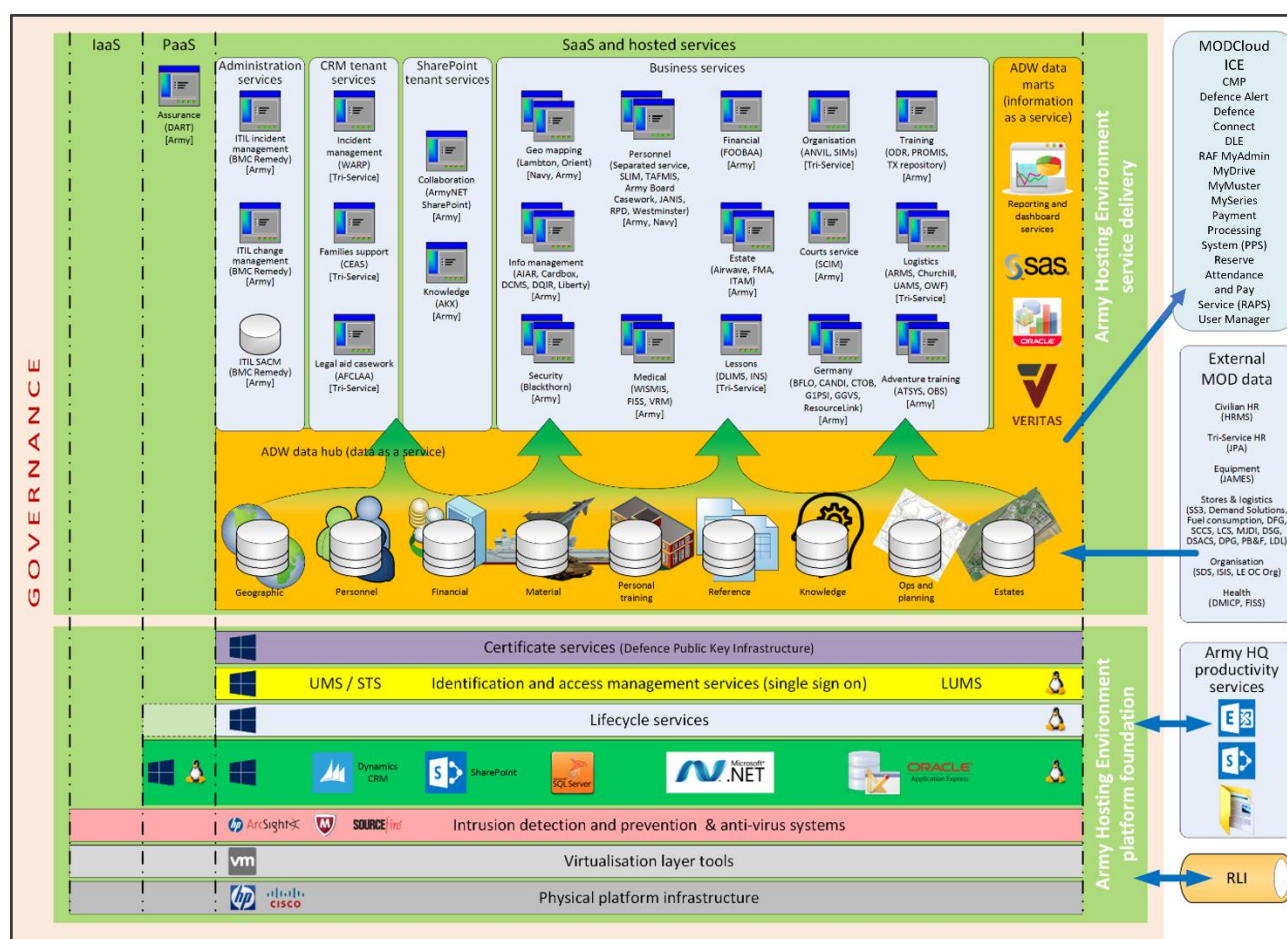 GOVERNANCE
IaaS
PaaS
SaaS and hosted services
Assurance
(DART)
[Army]
Administration
services
ITIL incident
management
(BMC Remedy)
[Army]
ITIL change
management
(BMC Remedy)
[Army]
ITIL SACM
(BMC Remedy)
[Army]
CRM tenant
services
Incident
management
(WARP)
[Tri-Service]
Families support
(CEAS)
[Tri-Service]
Legal aid casework
(AFCLAA)
[Tri-Service]
SharePoint
tenant services
Collaboration
(ArmyNET
SharePoint)
[Army]
Knowledge
(AKX)
[Army]
Business services
Geo mapping
(Lambton, Orient)
[Navy, Army]
Personnel
(Separated service,
SLIM, TAFMIS,
Army Board
Casework, JANIS,
RPD, Westminster)
[Army, Navy]
Financial
(FOOBAA)
[Army]
Organisation
(ANVIL, SIMs)
[Tri-Service]
Training
(ODR, PROMIS,
TX repository)
[Army]
Info management
(AIAR, Cardbox,
DCMS, DQIR, Liberty)
[Army]
Estate
(Airwave, FMA,
ITAM)
[Army]
Courts service
(SCIM)
[Army]
Logistics
(ARMS, Churchill,
UAMS, OWF)
[Tri-Service]
Security
(Blackthorn)
[Army]
Medical
(WISMIS,
FISS, VRM)
[Army]
Lessons
(DLIMS, INS)
[Tri-Service]
Germany
(BFLO, CANDI, CTOB,
G1PSI, GGVS,
ResourceLink)
[Army]
Adventure training
(ATSYS, OBS)
[Army]
ADW data
marts
(information
as a service)
Reporting and
dashboard
services
sas
ORACLE
VERITAS
Army Hosting Environment
service delivery
ADW data hub (data as a service)
Geographic
Personnel
Financial
Material
Personal
training
Reference
Knowledge
Ops and
planning
Estates
Certificate services (Defence Public Key Infrastructure)
UMS / STS
Identification and access management services (single sign on)
LUMS
Lifecycle services
Dynamics
CRM
S
SharePoint
Microsoft
SQL Server
Microsoft
.NET
ORACLE
Application Express
hp
ArcSight
SOURCEfire
Intrusion detection and prevention & anti-virus systems
vm
Virtualisation layer tools
hp
CISCO
Physical platform infrastructure
Army Hosting Environment
platform foundation
MODCloud
ICE
CMP
Defence Alert
Defence
Connect
DLE
RAF MyAdmin
MyDrive
MyMuster
MySeries
Payment
Processing
System (PPS)
Reserve
Attendance
and Pay
Service (RAPS)
User Manager
External
MOD data
Civilian HR
(HRMS)
Tri-Service HR
(JPA)
Equipment
(JAMES)
Stores & logistics
(SS3, Demand Solutions,
Fuel consumption, DFG,
SCCS, LCS, MJDI, DSG,
DSACS, DPG, PB&F, LDL)
Organisation
(SDS, ISIS, LE OC Org)
Health
(DMICP, FISS)
Army HQ
productivity
services
E
S
RLI